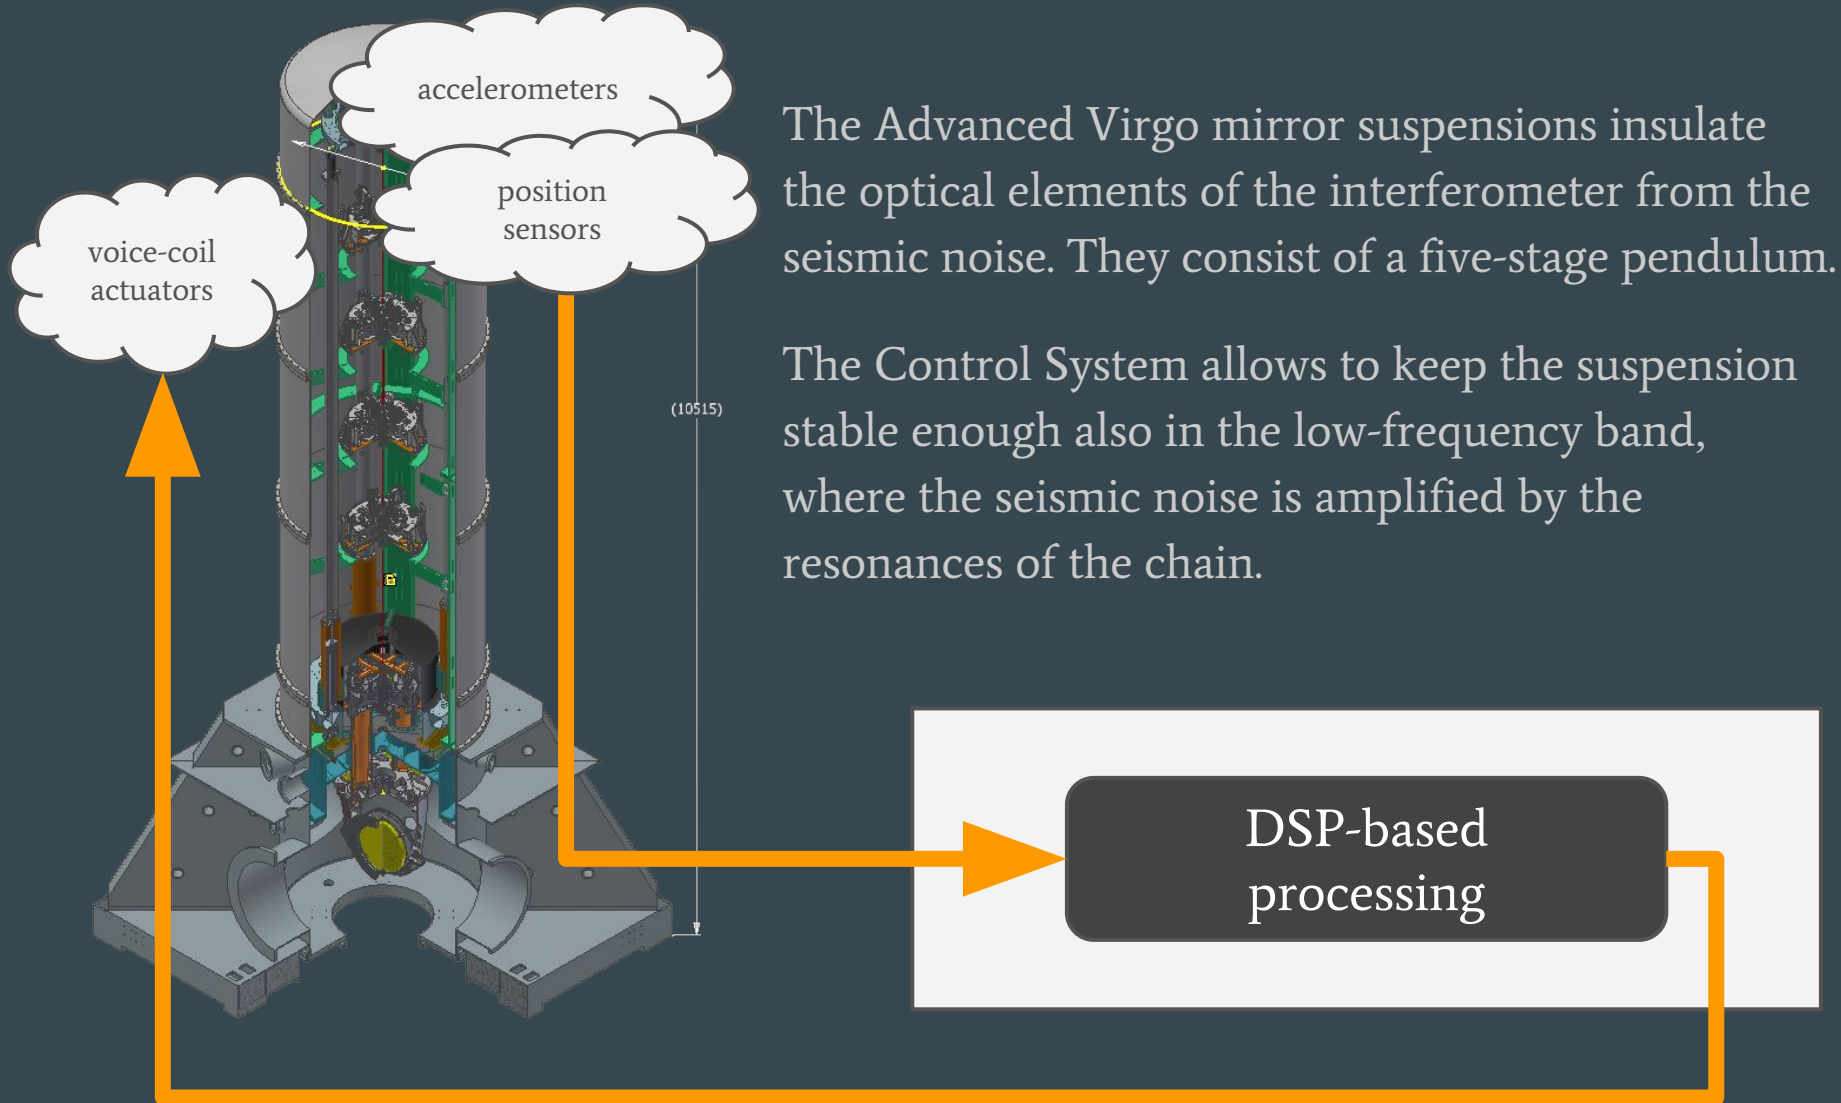 accelerometers
position
sensors
voice-coil
actuators
(10515)
The Advanced Virgo mirror suspensions insulate
the optical elements of the interferometer from the
seismic noise. They consist of a five-stage pendulum.
The Control System allows to keep the suspension
stable enough also in the low-frequency band,
where the seismic noise is amplified by the
resonances of the chain.
DSP-based
processing